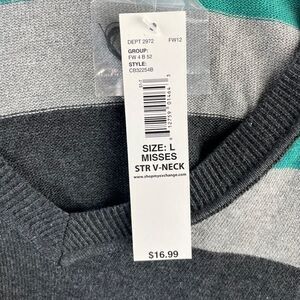 DEPT 2972 FW12
GROUP:
FW 4 B 52
STYLE:
CB32254B
SIZE: L
MISSES
STR V-NECK
www.shopmyexchange.com
$16.99